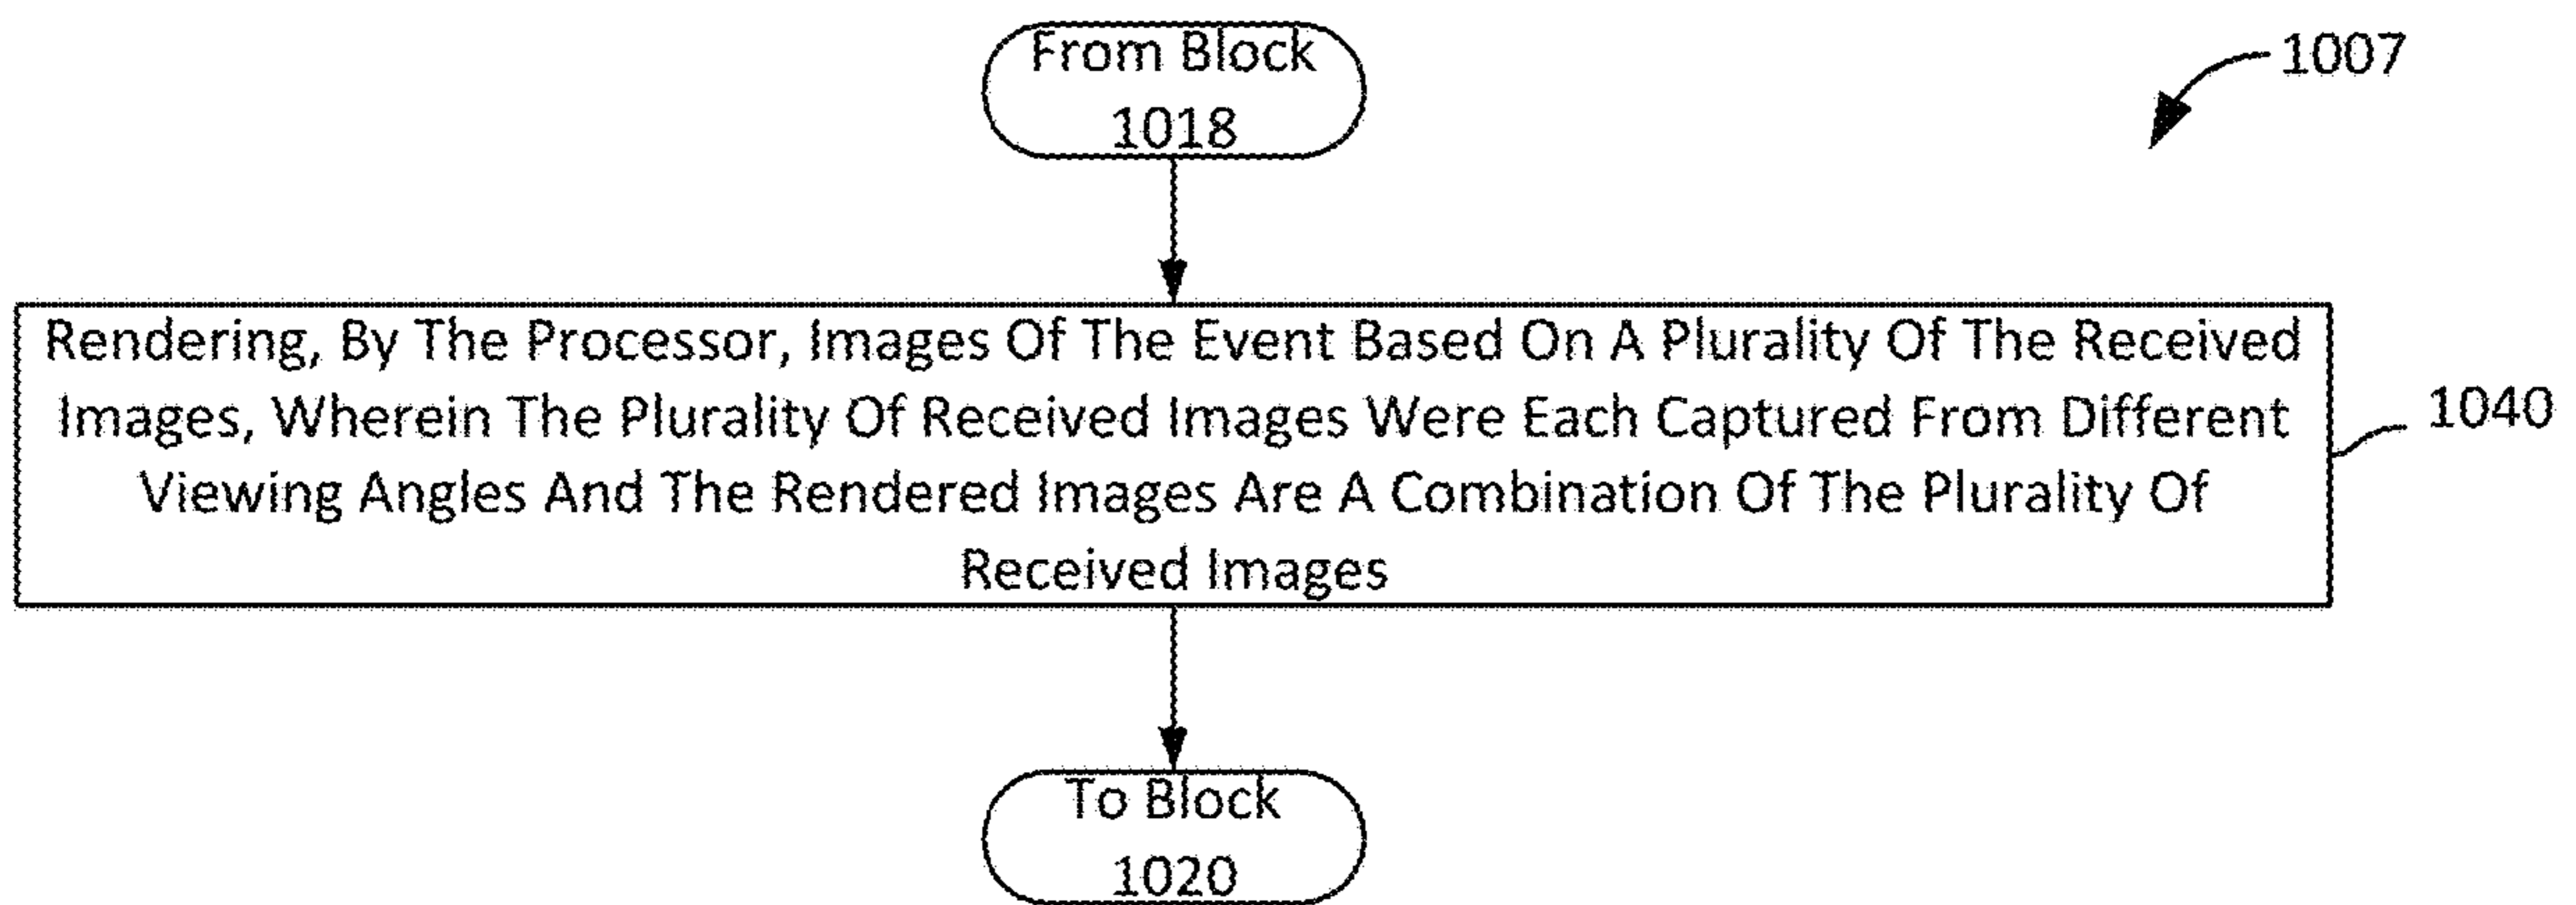 From Block
1018
1007
Rendering, By The Processor, Images Of The Event Based On A Plurality Of The Received
Images, Wherein The Plurality Of Received Images Were Each Captured From Different
1040
Viewing Angles And The Rendered Images Are A Combination Of The Plurality Of
Received Images
To Block
1020